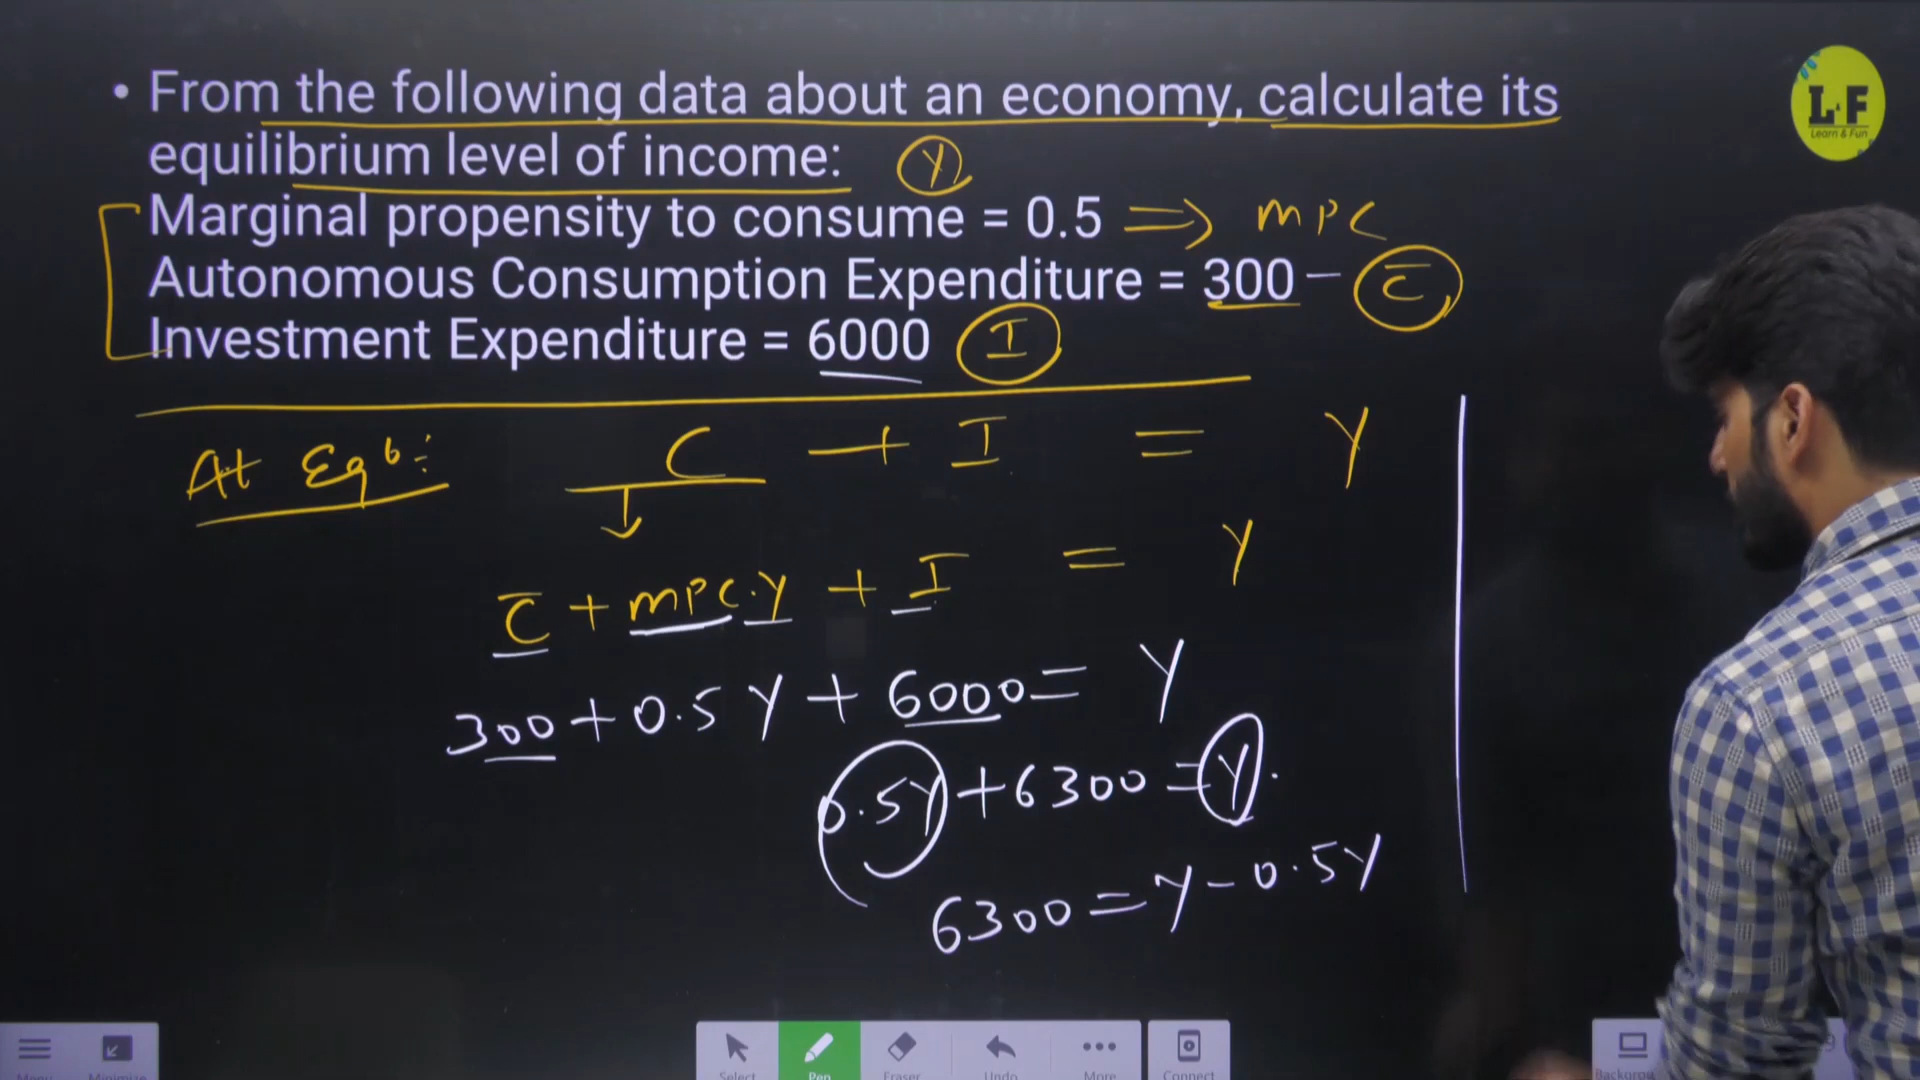 • From the following data about an economy, calculate its
equilibrium level of income: Y
Marginal propensity to consume = 0.5 ⇒ mPC
Autonomous Consumption Expenditure = 300 – C̄
Investment Expenditure = 6000 I
L&F
Learn & Fun
At Eqb:
C + I = Y
C̄ + mPC.Y + I = Y
300 + 0.5Y + 6000 = Y
0.5Y + 6300 = Y.
6300 = Y - 0.5Y
Menu Minimize Select Pen Eraser Undo More Connect